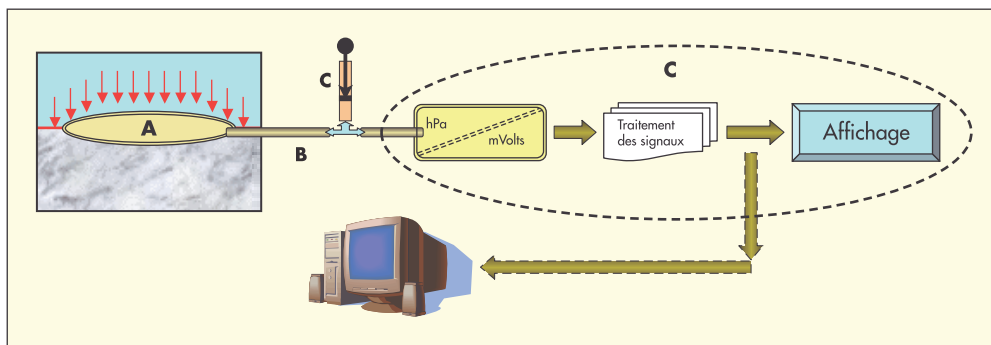 A
B
C
C
hPa
mVolts
Traitement
des signaux
Affichage